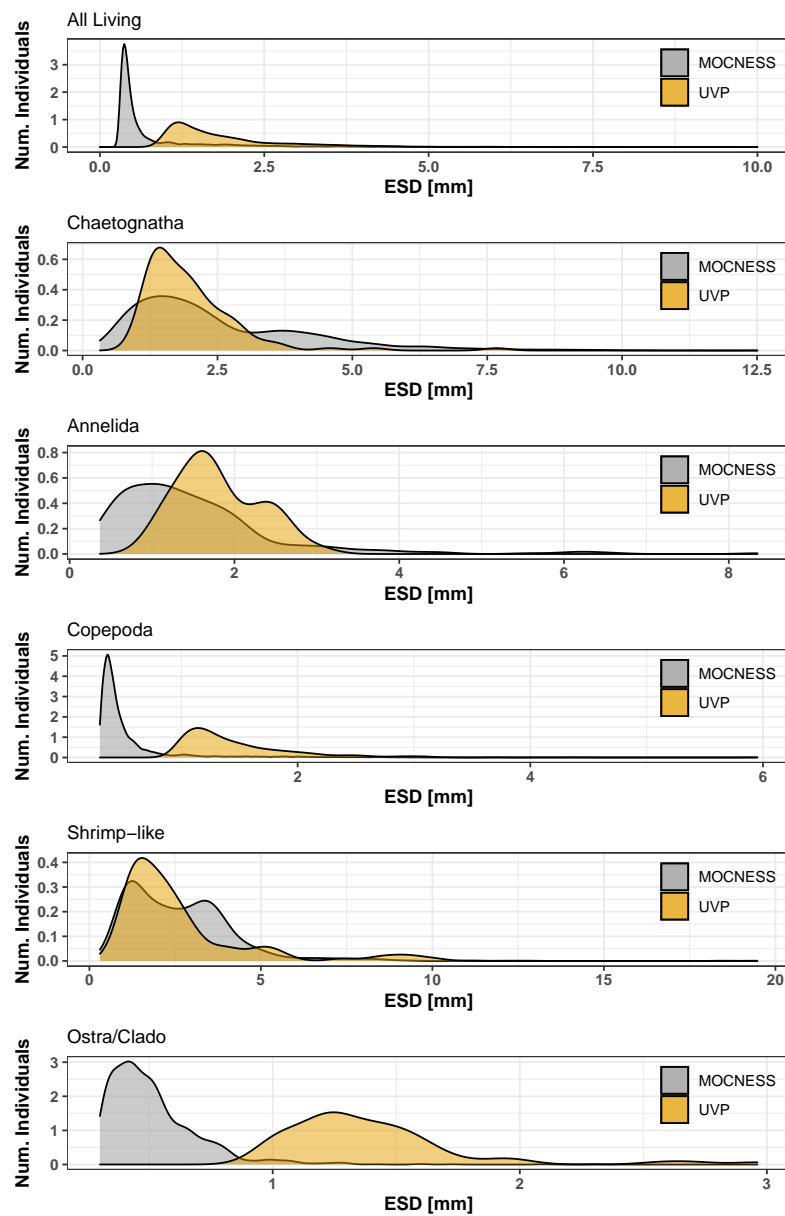 All Living
Num. Individuals
3
2
1
0
MOCNESS
UVP
0.0 2.5 5.0 7.5 10.0
ESD [mm]
Chaetognatha
Num. Individuals
0.6
0.4
0.2
0.0
MOCNESS
UVP
0.0 2.5 5.0 7.5 10.0 12.5
ESD [mm]
Annelida
Num. Individuals
0.8
0.6
0.4
0.2
0.0
MOCNESS
UVP
0 2 4 6 8
ESD [mm]
Copepoda
Num. Individuals
5
4
3
2
1
0
MOCNESS
UVP
2 4 6
ESD [mm]
Shrimp−like
Num. Individuals
0.4
0.3
0.2
0.1
0.0
MOCNESS
UVP
0 5 10 15 20
ESD [mm]
Ostra/Clado
Num. Individuals
3
2
1
0
MOCNESS
UVP
1 2 3
ESD [mm]